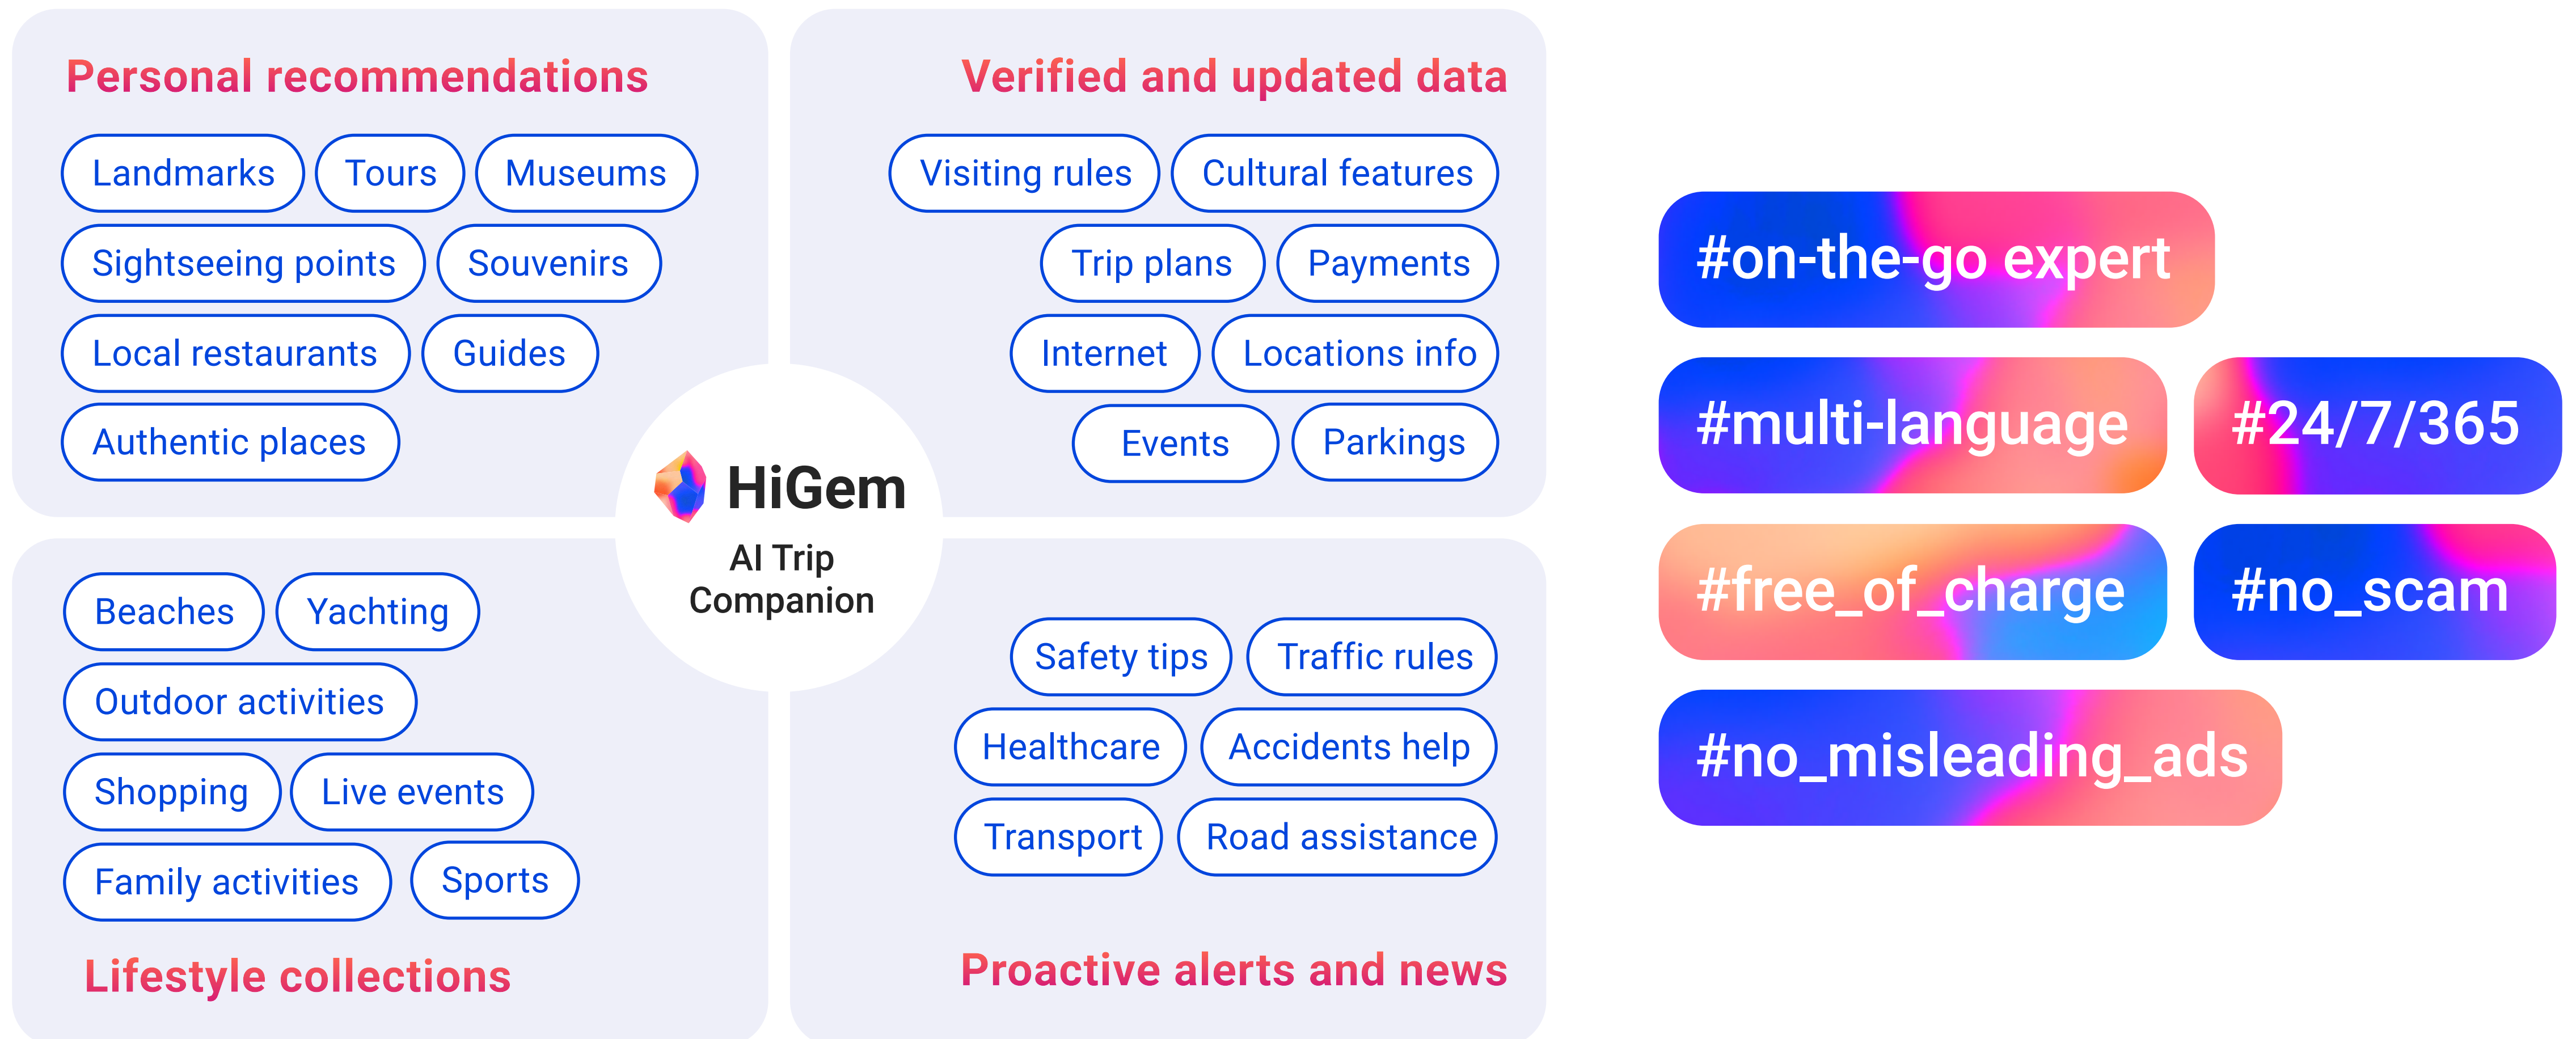 Personal recommendations
Landmarks Tours Museums
Sightseeing points Souvenirs
Local restaurants Guides
Authentic places
Verified and updated data
Visiting rules Cultural features
Trip plans Payments
Internet Locations info
Events Parkings
HiGem
AI Trip
Companion
Beaches Yachting
Outdoor activities
Shopping Live events
Family activities Sports
Lifestyle collections
Safety tips Traffic rules
Healthcare Accidents help
Transport Road assistance
Proactive alerts and news
#on-the-go expert
#multi-language #24/7/365
#free_of_charge #no_scam
#no_misleading_ads